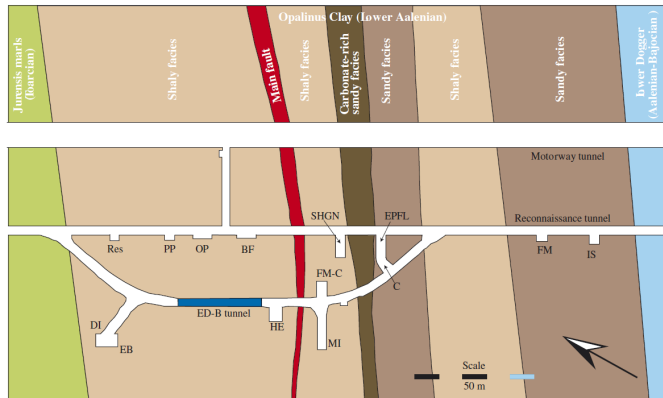 Opalinus Clay (Lower Aalenian)
Jurensis marls
(Toarcian)
Shaly facies
Main fault
Shaly facies
Carbonate-rich
sandy facies
Sandy facies
Shaly facies
Sandy facies
Lower Dogger
(Aalenian-Bajocian)
Motorway tunnel
SHGN
EPFL
Reconnaissance tunnel
Res
PP
OP
BF
FM
IS
FM-C
C
ED-B tunnel
HE
DI
EB
MI
Scale
50 m